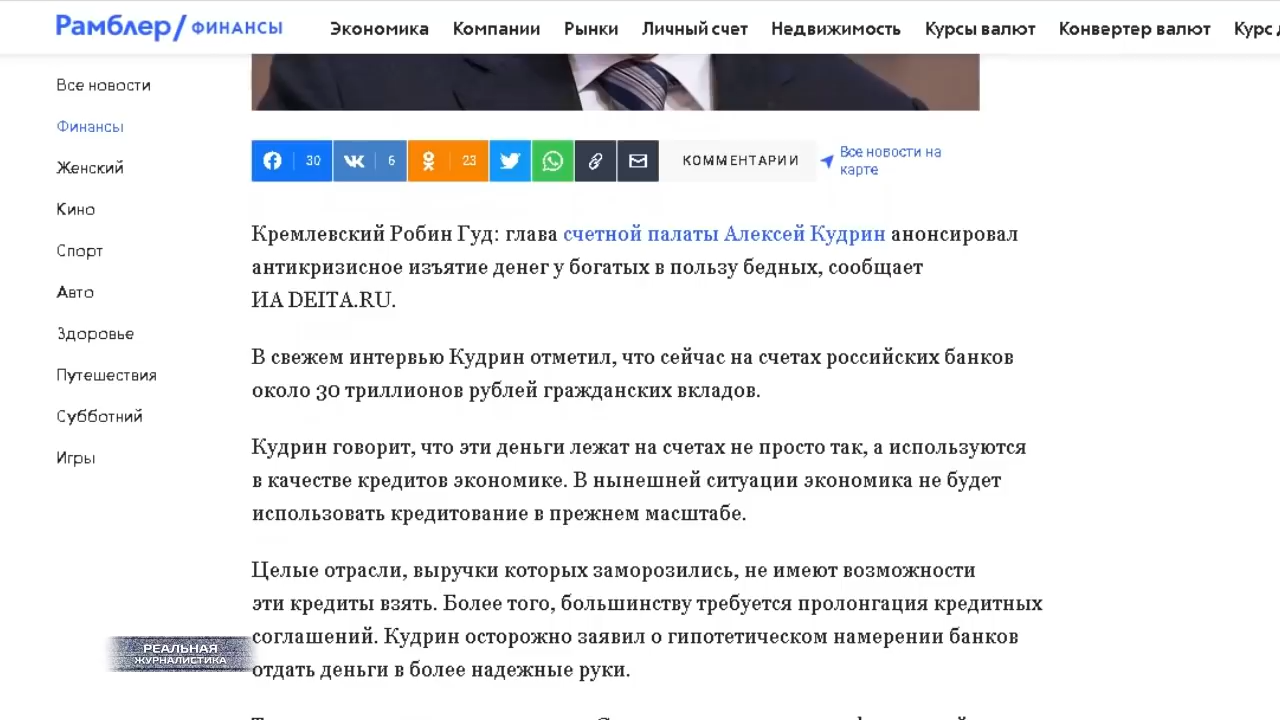 Рамблер/ФИНАНСЫ Экономика Компании Рынки Личный счет Недвижимость Курсы валют Конвертер валют Курс
Все новости
Финансы
Женский
Кино
Спорт
Авто
Здоровье
Путешествия
Субботний
Игры
30 6 23 КОММЕНТАРИИ
Все новости на
карте
Кремлевский Робин Гуд: глава счетной палаты Алексей Кудрин анонсировал
антикризисное изъятие денег у богатых в пользу бедных, сообщает
ИА DEITA.RU.
В свежем интервью Кудрин отметил, что сейчас на счетах российских банков
около 30 триллионов рублей гражданских вкладов.
Кудрин говорит, что эти деньги лежат на счетах не просто так, а используются
в качестве кредитов экономике. В нынешней ситуации экономика не будет
использовать кредитование в прежнем масштабе.
Целые отрасли, выручки которых заморозились, не имеют возможности
эти кредиты взять. Более того, большинству требуется пролонгация кредитных
соглашений. Кудрин осторожно заявил о гипотетическом намерении банков
отдать деньги в более надежные руки.
РЕАЛЬНАЯ
ЖУРНАЛИСТИКА